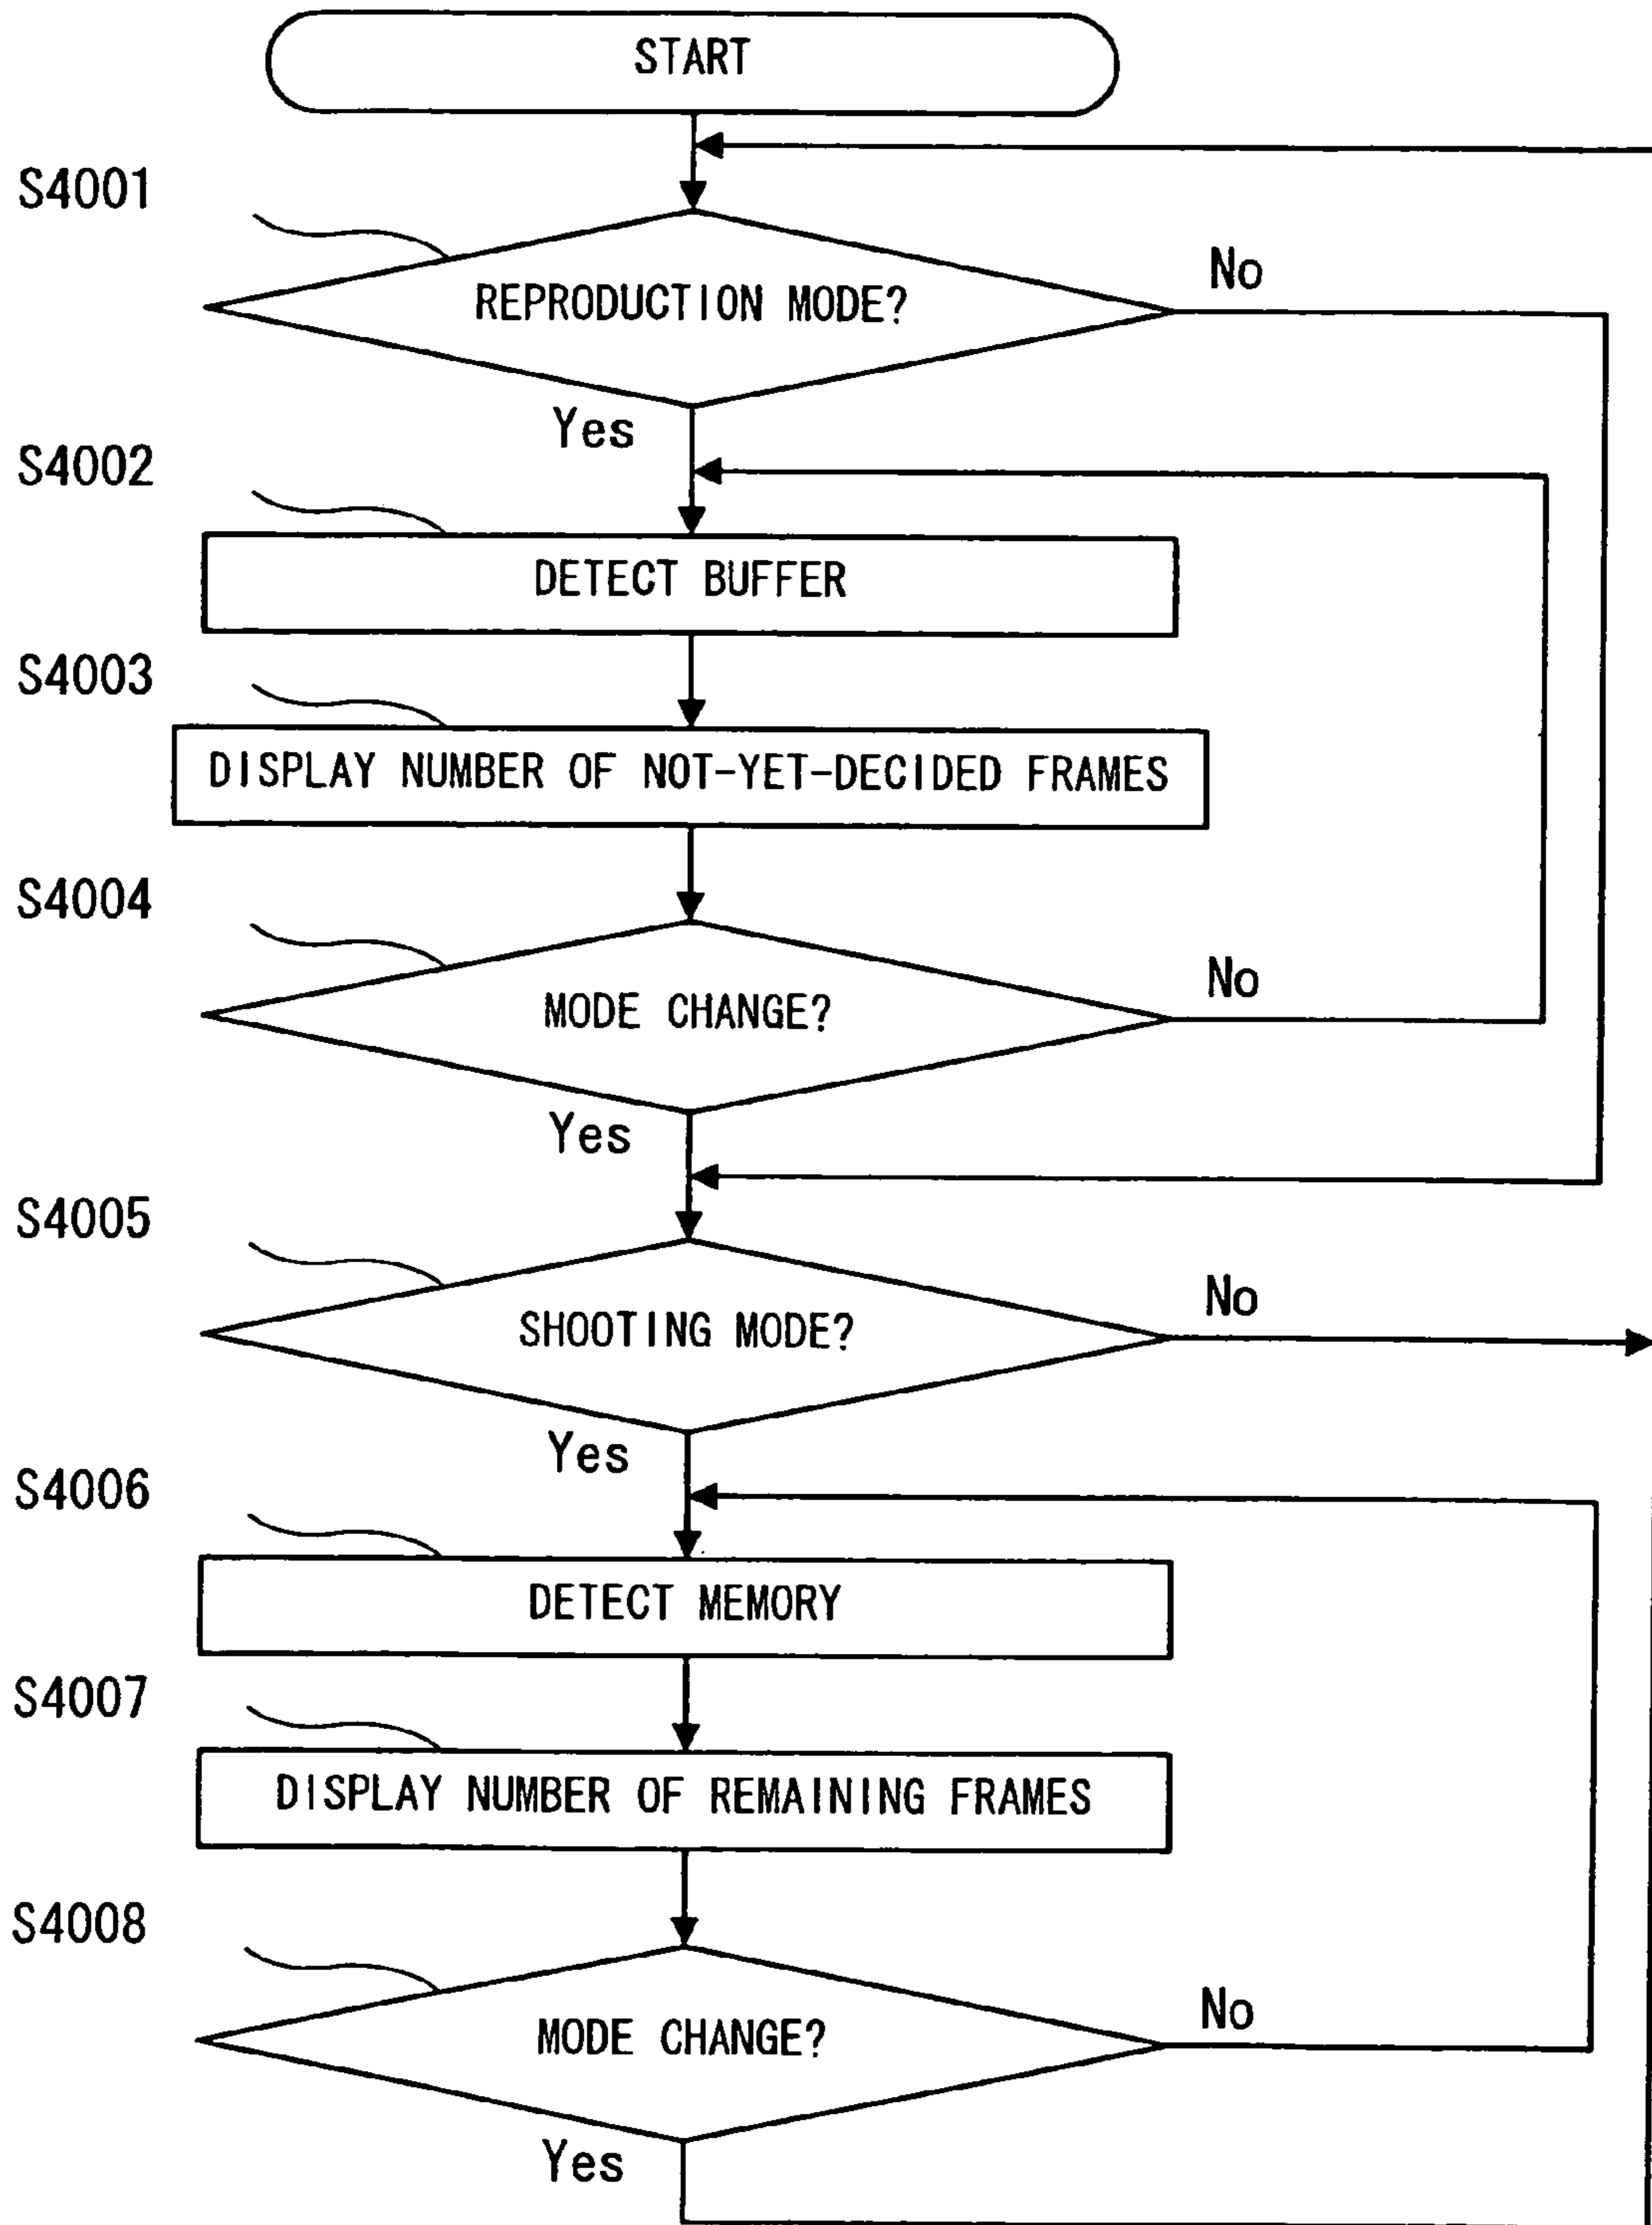 START
S4001
REPRODUCTION MODE?
No
Yes
S4002
DETECT BUFFER
S4003
DISPLAY NUMBER OF NOT-YET-DECIDED FRAMES
S4004
MODE CHANGE?
No
Yes
S4005
SHOOTING MODE?
No
Yes
S4006
DETECT MEMORY
S4007
DISPLAY NUMBER OF REMAINING FRAMES
S4008
MODE CHANGE?
No
Yes